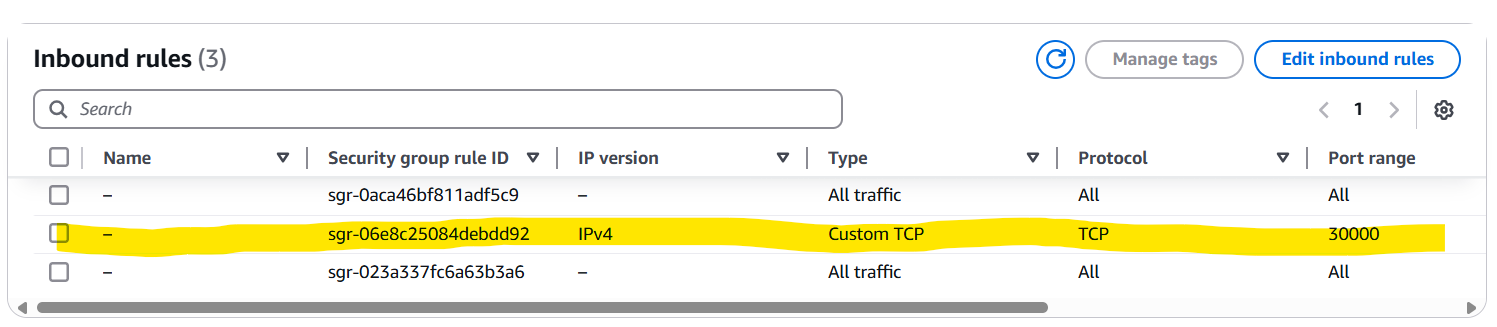 Inbound rules (3)
Manage tags
Edit inbound rules
Search
1
Name Security group rule ID IP version Type Protocol Port range
– sgr-0aca46bf811adf5c9 – All traffic All All
– sgr-06e8c25084debdd92 IPv4 Custom TCP TCP 30000
– sgr-023a337fc6a63b3a6 – All traffic All All